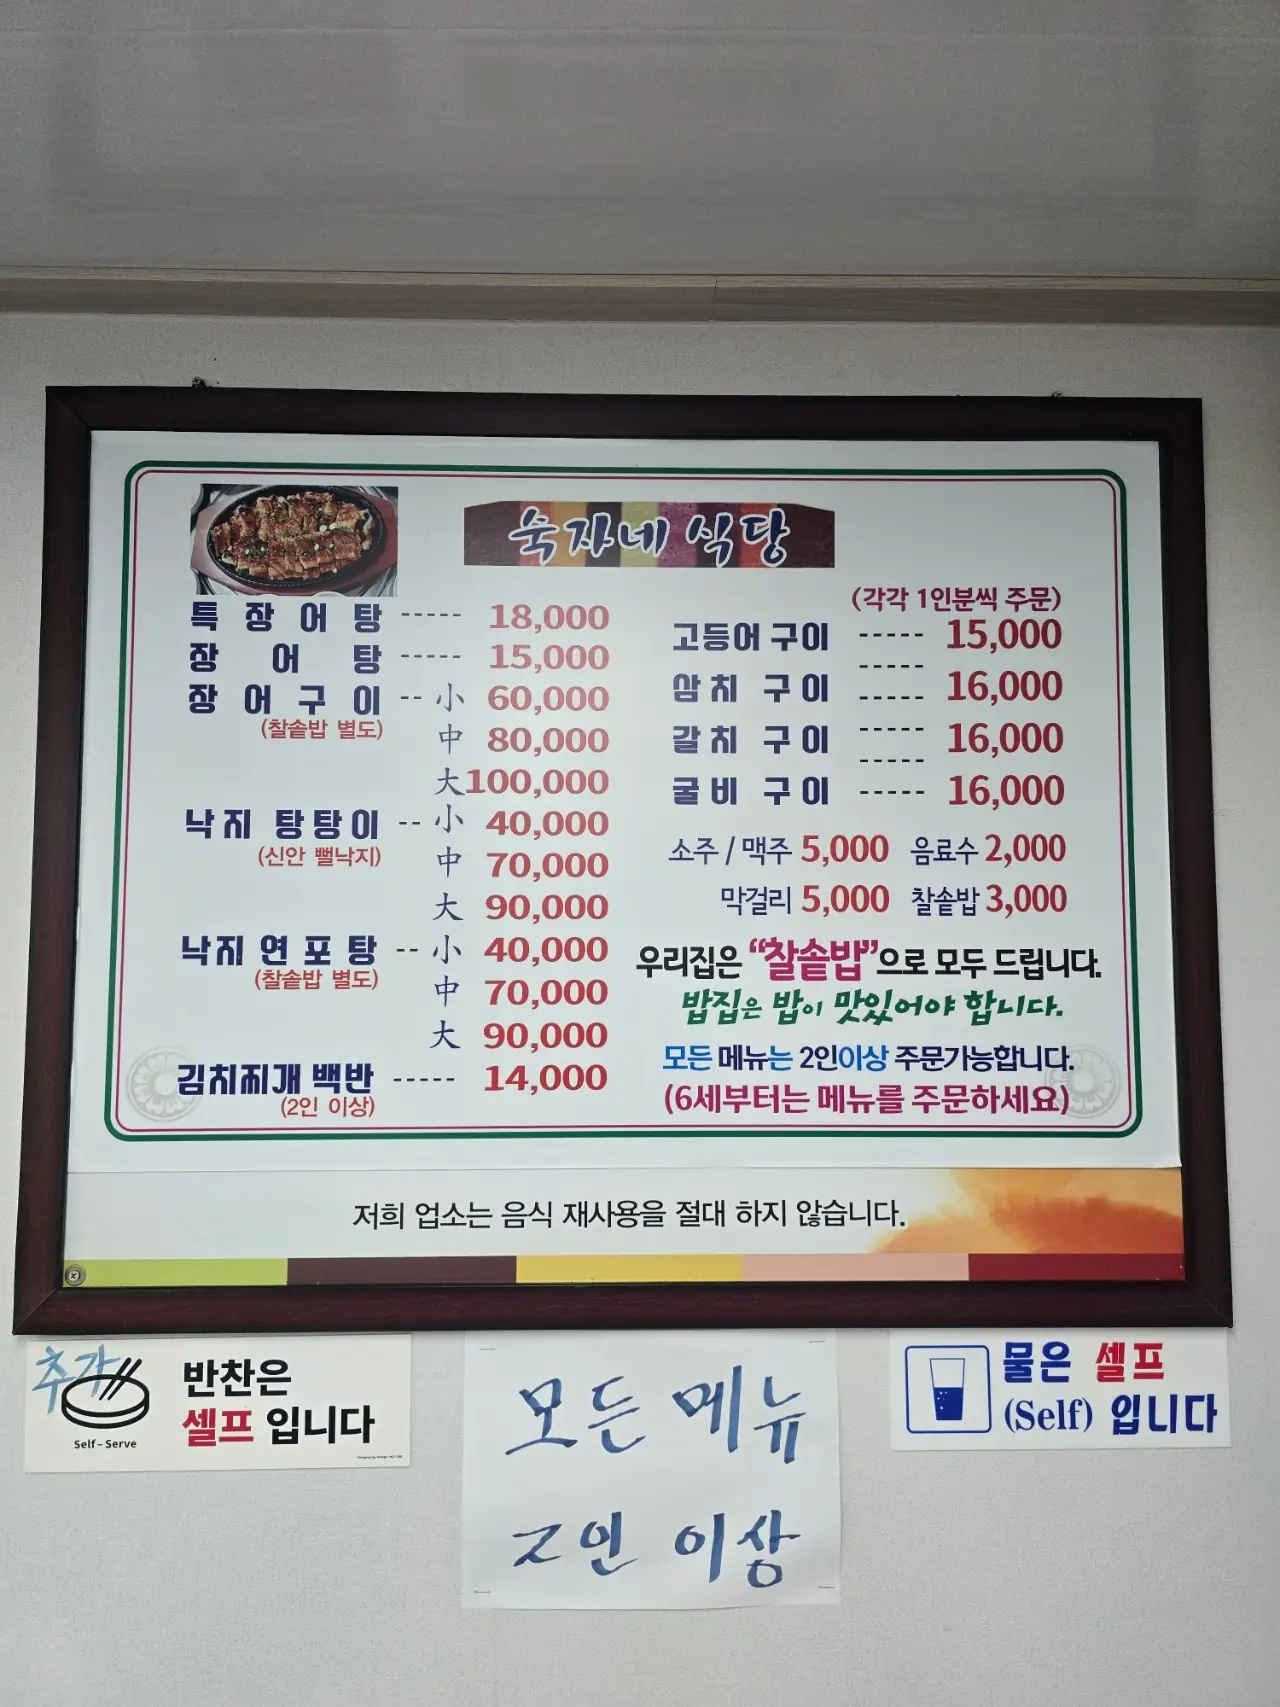 숙자네 식당
특 장 어 탕 ----- 18,000
장 어 탕 ----- 15,000
장 어 구 이 -- 小 60,000
(찰솥밥 별도)
中 80,000
大 100,000
낙지 탕탕이 -- 小 40,000
(신안 뻘낙지)
中 70,000
大 90,000
낙지 연 포 탕 -- 小 40,000
(찰솥밥 별도)
中 70,000
大 90,000
김치찌개 백반 ----- 14,000
(2인 이상)
(각각 1인분씩 주문)
고등어 구이 ----- 15,000
삼치 구이 ----- 16,000
갈치 구이 ----- 16,000
굴비 구이 ----- 16,000
소주 / 맥주 5,000 음료수 2,000
막걸리 5,000 찰솥밥 3,000
우리집은 “찰솥밥”으로 모두 드립니다.
밥집은 밥이 맛있어야 합니다.
모든 메뉴는 2인이상 주문가능합니다.
(6세부터는 메뉴를 주문하세요)
저희 업소는 음식 재사용을 절대 하지 않습니다.
추가
반찬은
셀프 입니다
Self-Serve
모든 메뉴
2인 이상
물은 셀프
(Self) 입니다